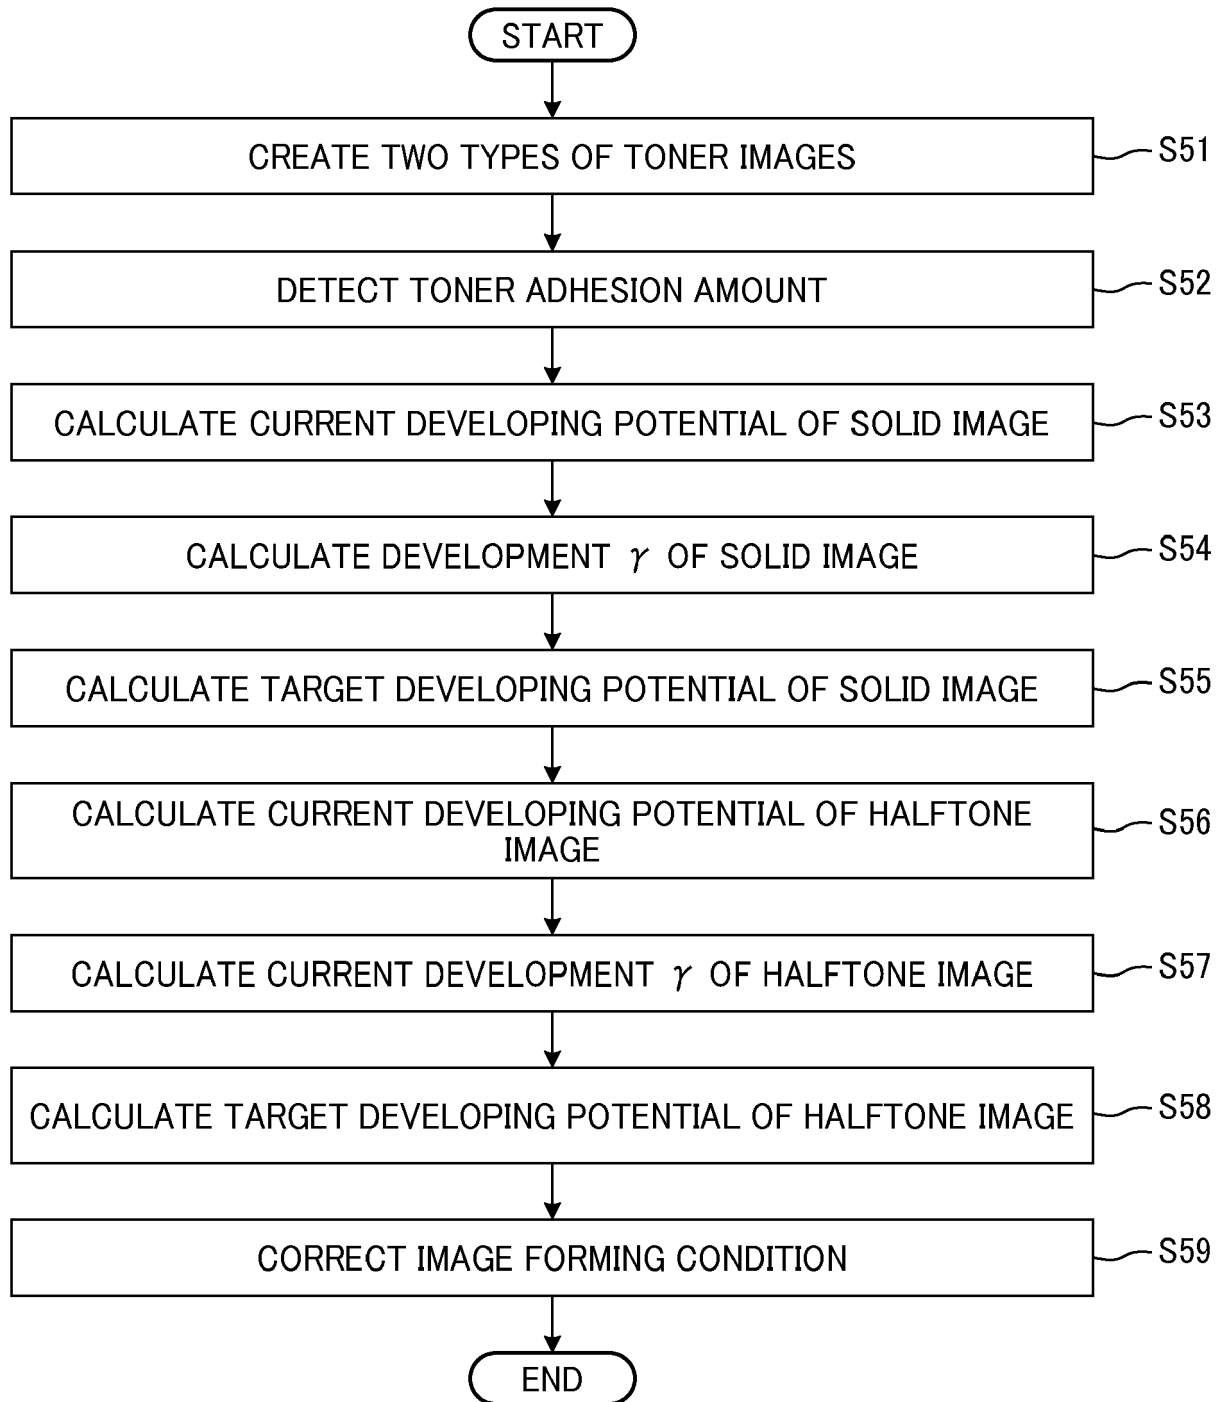 START
CREATE TWO TYPES OF TONER IMAGES
S51
DETECT TONER ADHESION AMOUNT
S52
CALCULATE CURRENT DEVELOPING POTENTIAL OF SOLID IMAGE
S53
CALCULATE DEVELOPMENT γ OF SOLID IMAGE
S54
CALCULATE TARGET DEVELOPING POTENTIAL OF SOLID IMAGE
S55
CALCULATE CURRENT DEVELOPING POTENTIAL OF HALFTONE
IMAGE
S56
CALCULATE CURRENT DEVELOPMENT γ OF HALFTONE IMAGE
S57
CALCULATE TARGET DEVELOPING POTENTIAL OF HALFTONE IMAGE
S58
CORRECT IMAGE FORMING CONDITION
S59
END